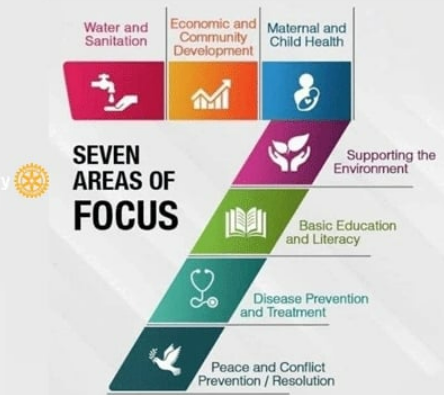 Water and
Sanitation
Economic and
Community
Development
Maternal and
Child Health
SEVEN
AREAS OF
FOCUS
Supporting the
Environment
Basic Education
and Literacy
Disease Prevention
and Treatment
Peace and Conflict
Prevention / Resolution